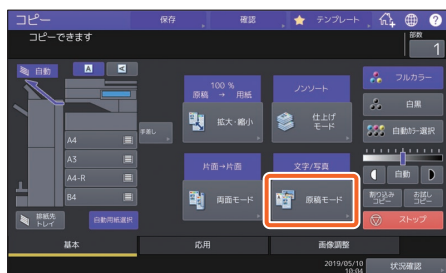 コピー
保存
確認
テンプレート
?
コピーできます
部数
1
自動
A
A
100 %
原稿 → 用紙
ノンソート
フルカラー
拡大・縮小
仕上げ
モード
白黒
手差し
自動カラー選択
A4
A3
片面→片面
文字/写真
A4-R
自動
B4
両面モード
原稿モード
割り込み
コピー
お試し
コピー
排紙先
トレイ
自動用紙選択
ストップ
基本
応用
画像調整
2019/05/10
10:04
状況確認